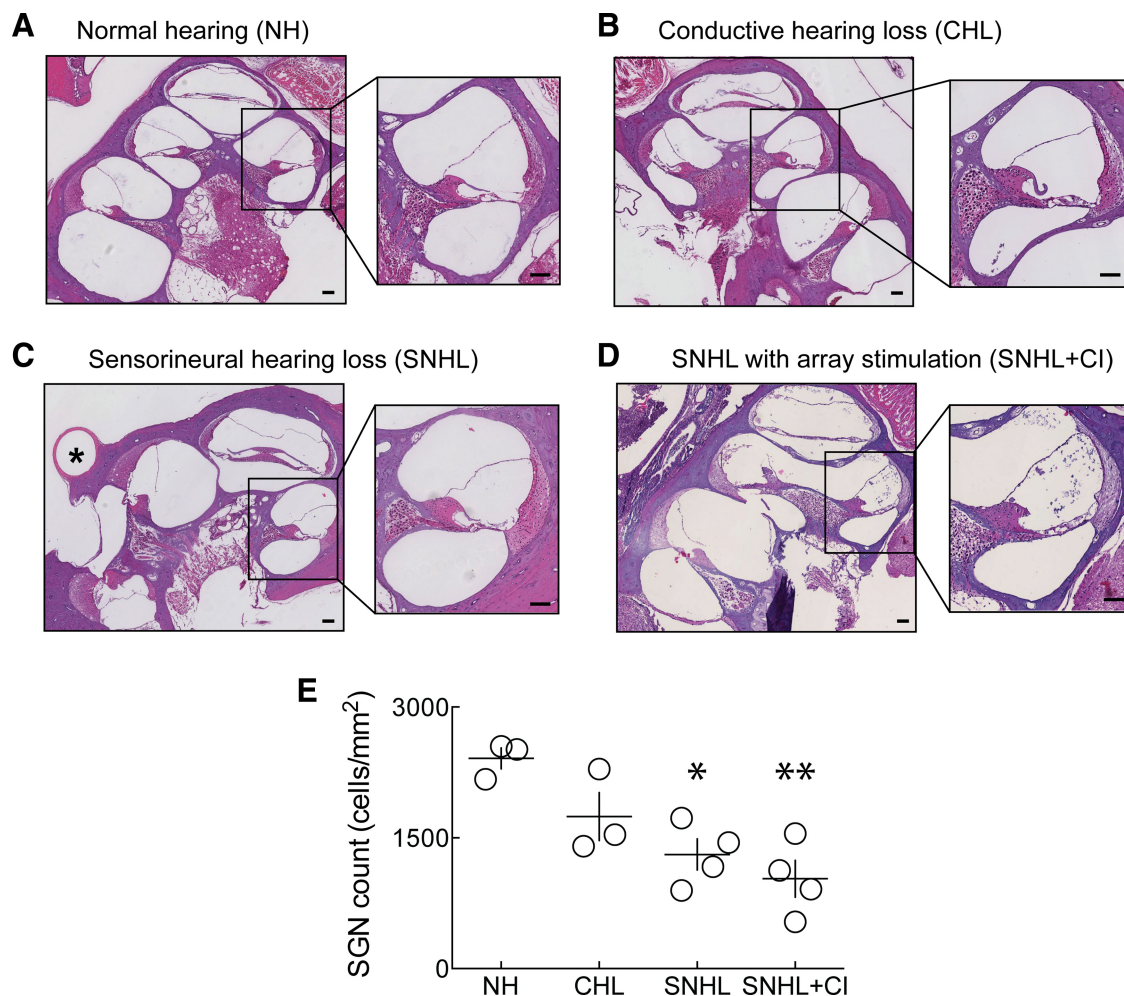 A Normal hearing (NH)
B Conductive hearing loss (CHL)
C Sensorineural hearing loss (SNHL)
*
D SNHL with array stimulation (SNHL+CI)
E
SGN count (cells/mm²)
3000
1500
0
* **
NH CHL SNHL SNHL+CI